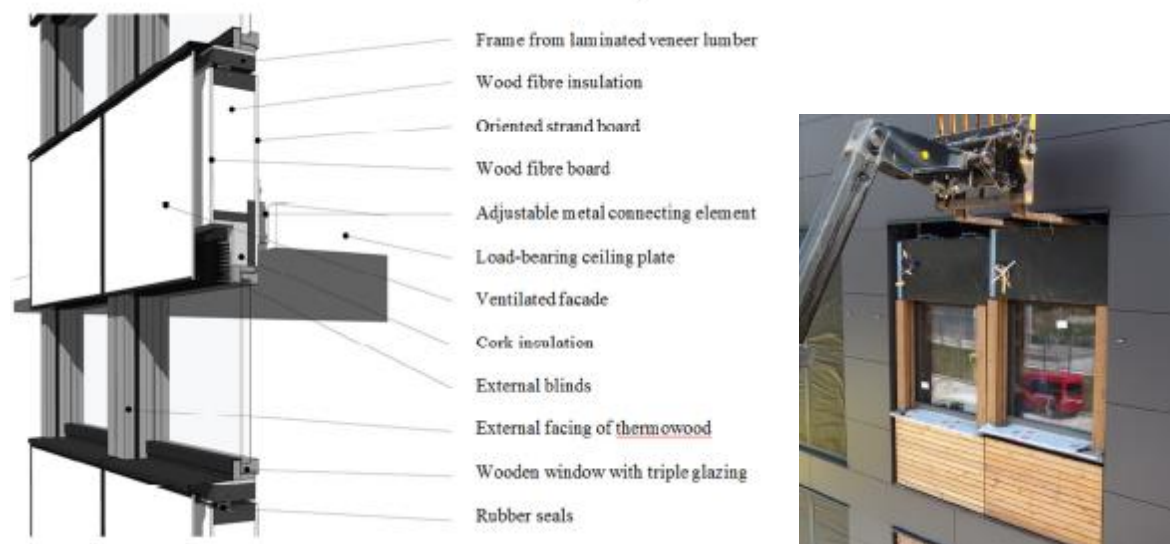 Frame from laminated veneer lumber
Wood fibre insulation
Oriented strand board
Wood fibre board
Adjustable metal connecting element
Load-bearing ceiling plate
Ventilated facade
Cork insulation
External blinds
External facing of thermowood
Wooden window with triple glazing
Rubber seals